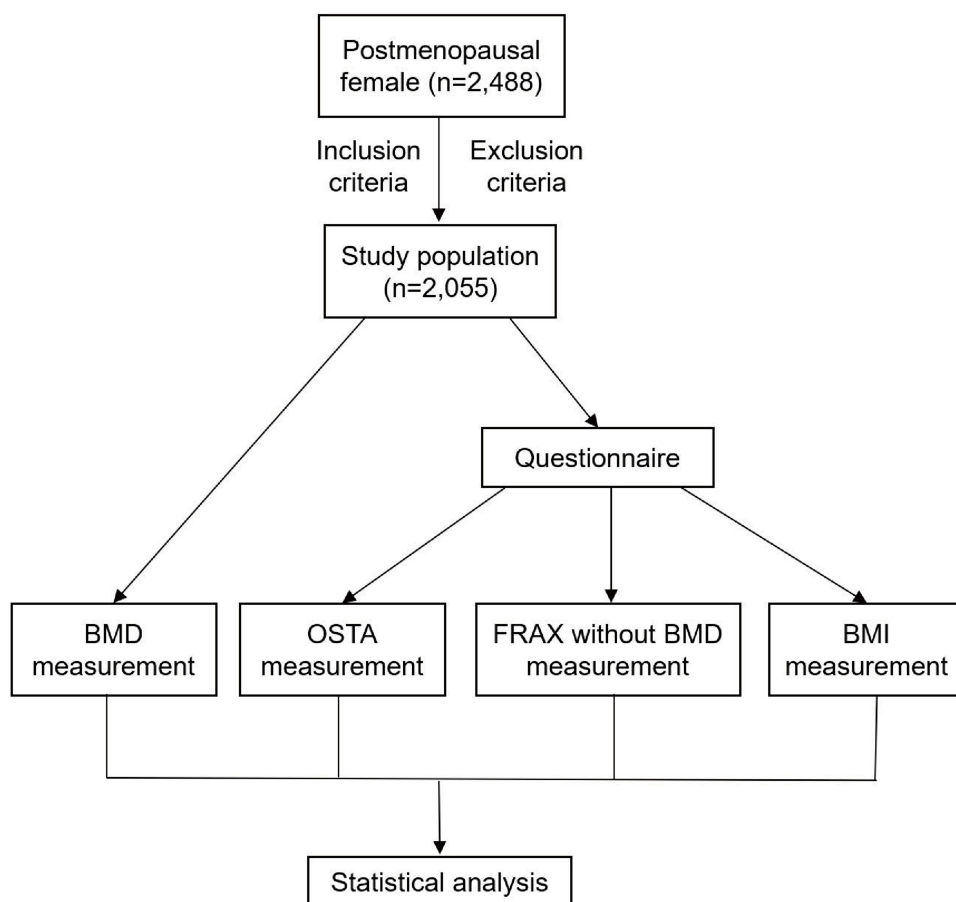 Postmenopausal
female (n=2,488)
Inclusion
criteria
Exclusion
criteria
Study population
(n=2,055)
Questionnaire
BMD
measurement
OSTA
measurement
FRAX without BMD
measurement
BMI
measurement
Statistical analysis